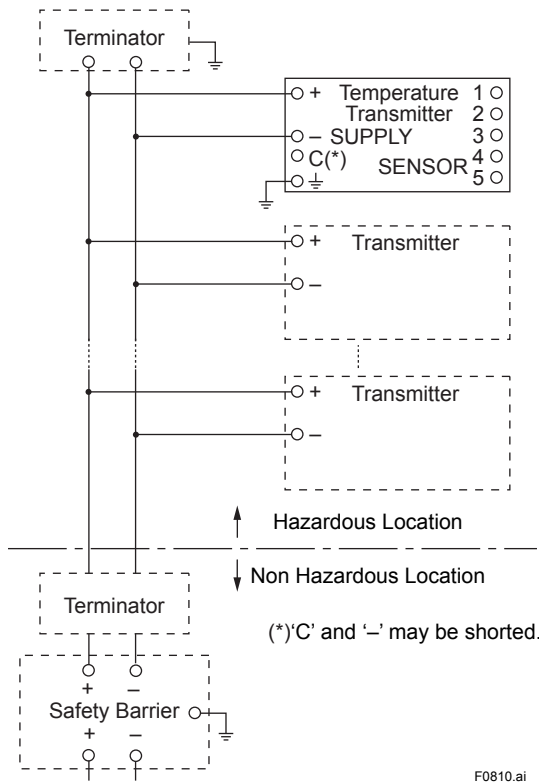 Terminator
+ Temperature 1
Transmitter 2
– SUPPLY 3
C(*) SENSOR 4
5
+ Transmitter
–
+ Transmitter
–
Hazardous Location
Non Hazardous Location
Terminator
(*)‘C’ and ‘–’ may be shorted.
+ –
Safety Barrier
+ –
F0810.ai